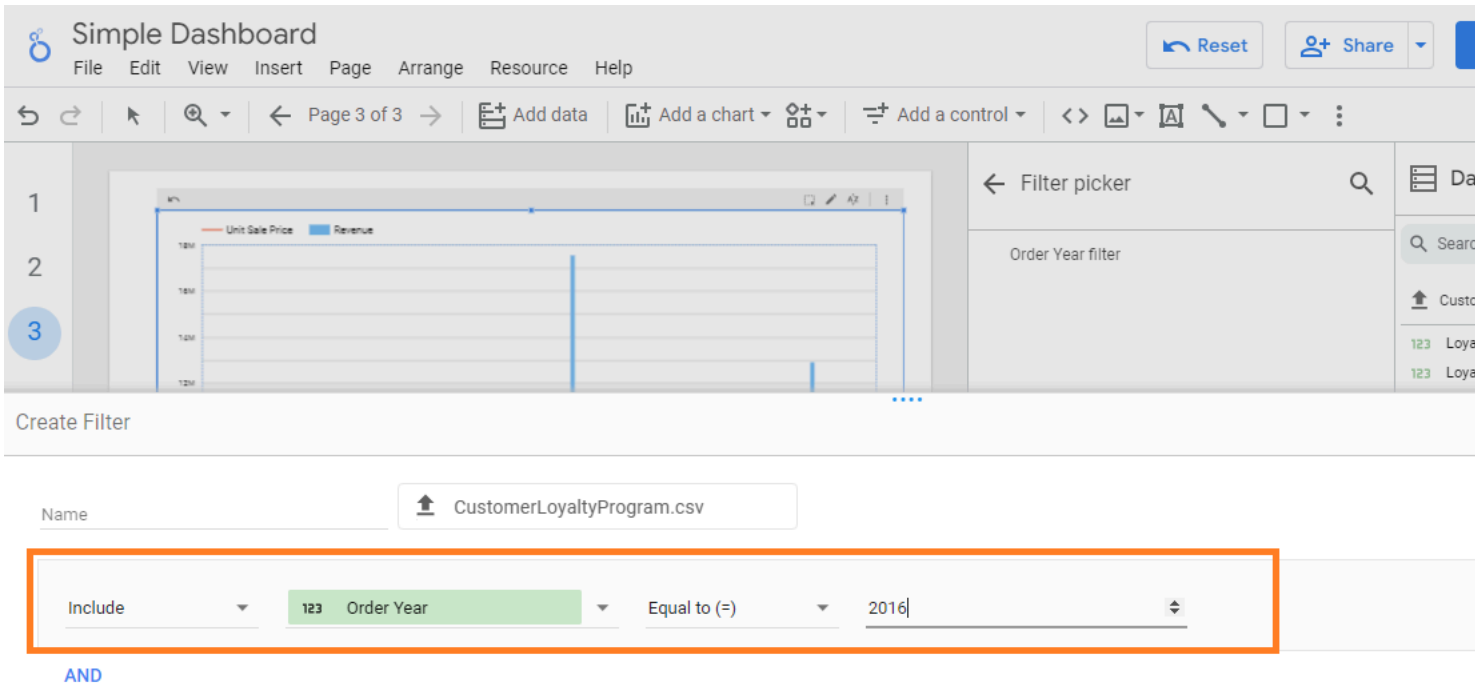 Simple Dashboard
Reset
Share
File Edit View Insert Page Arrange Resource Help
Page 3 of 3
Add data
Add a chart
Add a control
Filter picker
1
2
3
Unit Sale Price
Revenue
18M
16M
14M
12M
Order Year filter
123
123
Create Filter
Name
CustomerLoyaltyProgram.csv
Include
123 Order Year
Equal to (=)
2016
AND